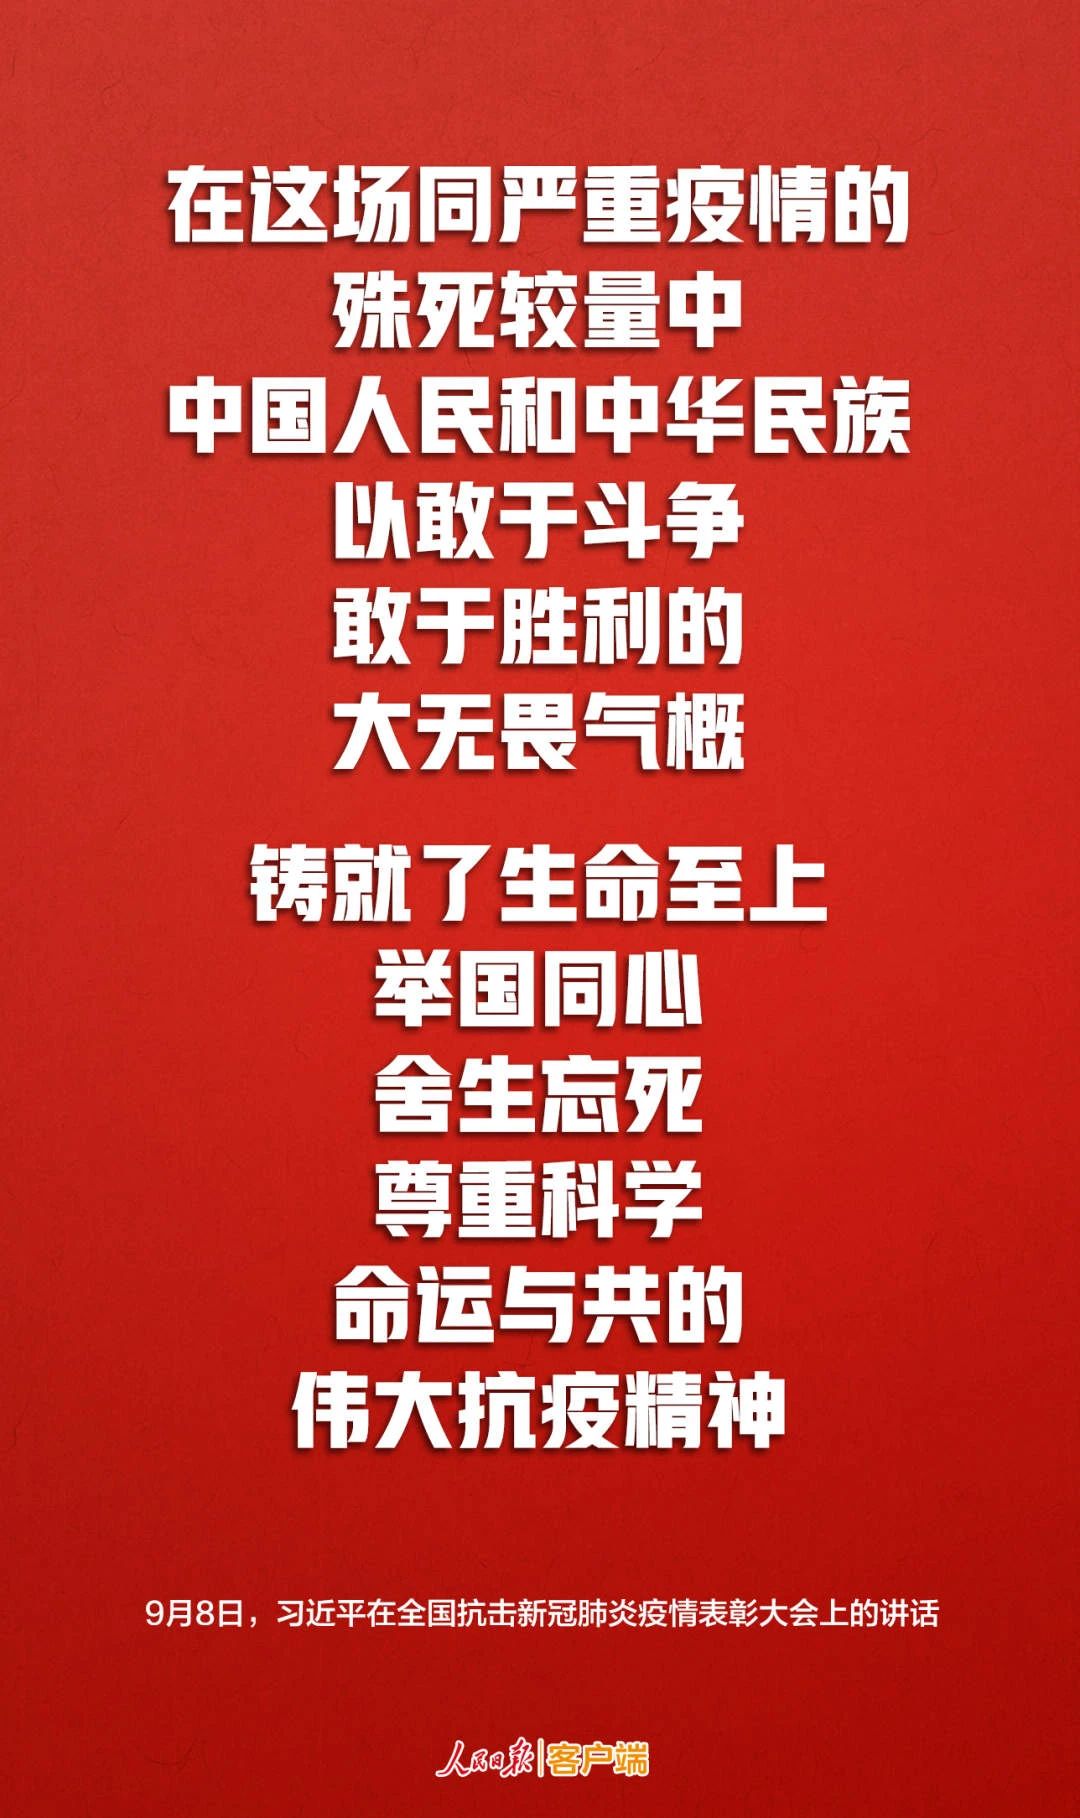 在这场同严重疫情的
殊死较量中
中国人民和中华民族
以敢于斗争
敢于胜利的
大无畏气概
铸就了生命至上
举国同心
舍生忘死
尊重科学
命运与共的
伟大抗疫精神
9月8日，习近平在全国抗击新冠肺炎疫情表彰大会上的讲话
人民日报|客户端